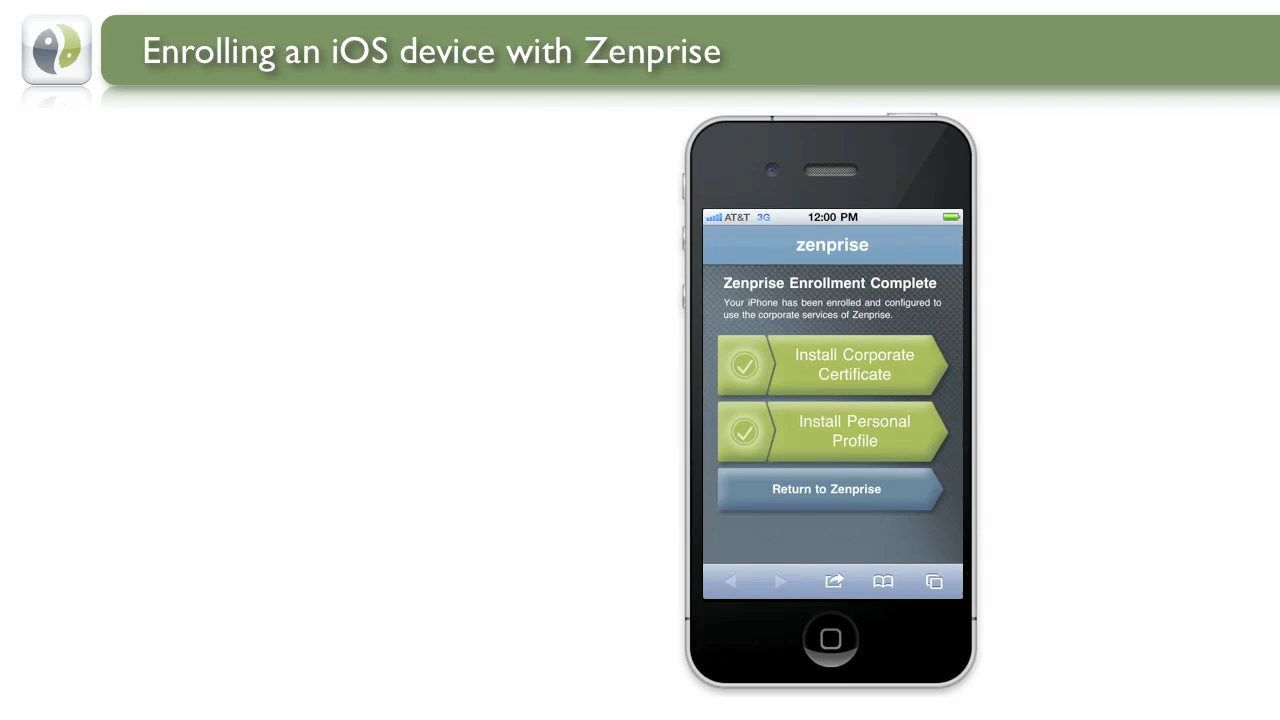 Enrolling an iOS device with Zenprise
AT&T 3G 12:00 PM
zenprise
Zenprise Enrollment Complete
Your iPhone has been enrolled and configured to
use the corporate services of Zenprise.
Install Corporate
Certificate
Install Personal
Profile
Return to Zenprise